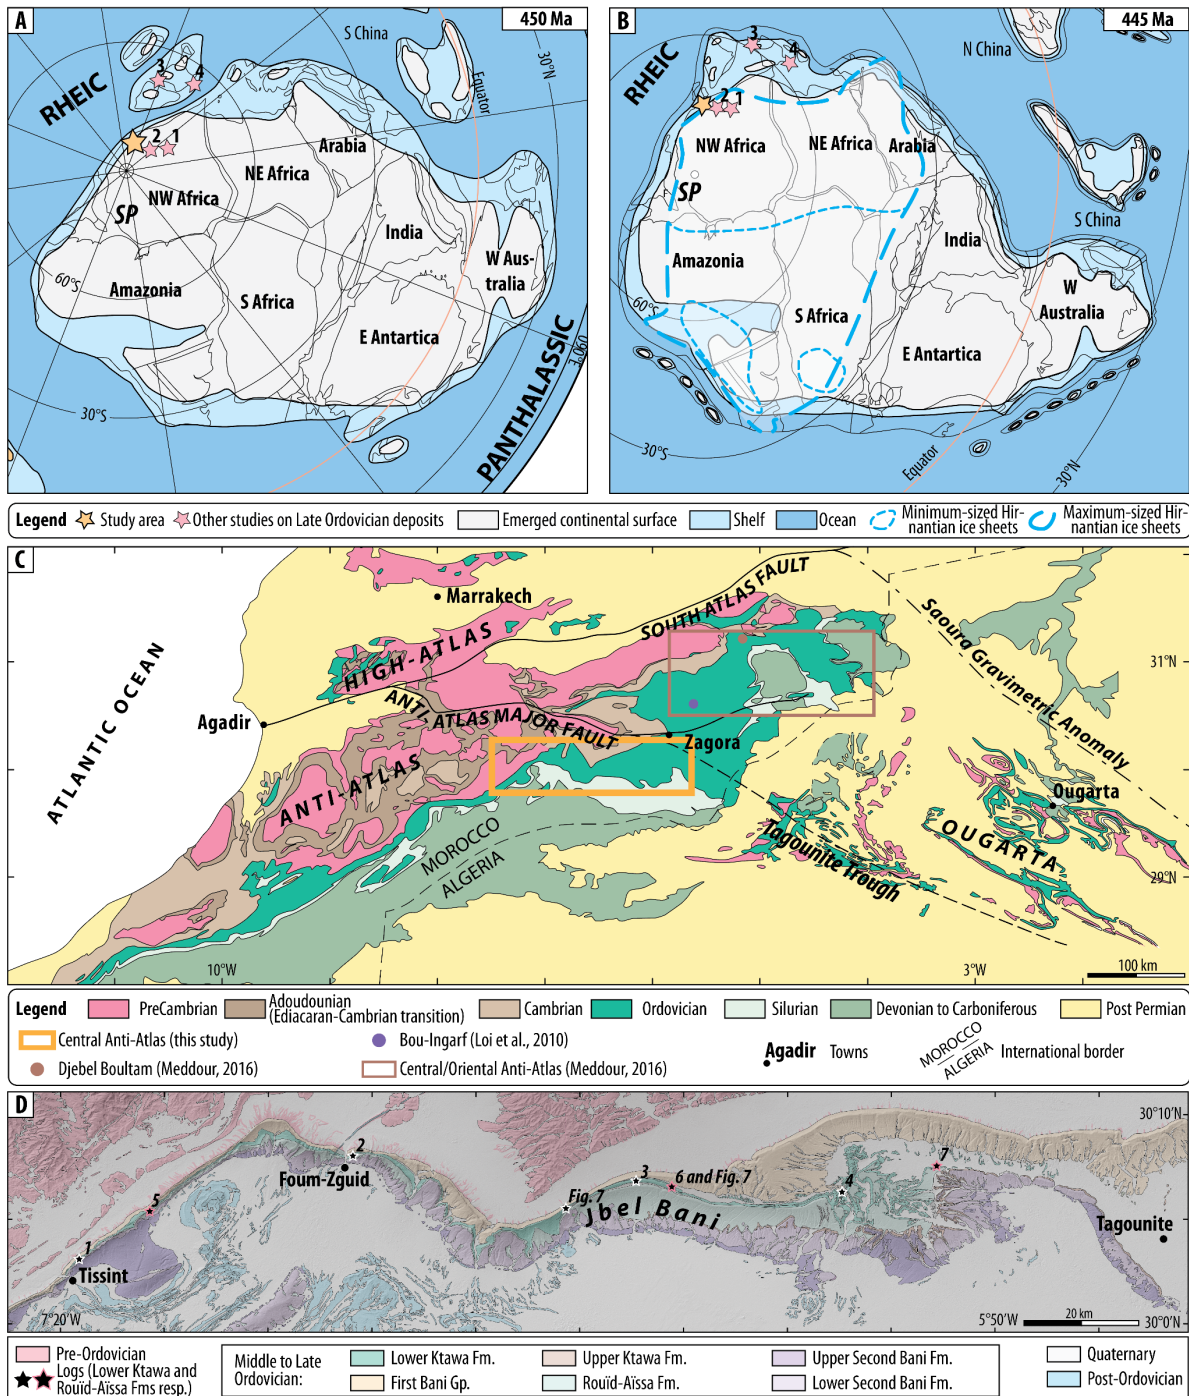 A
450 Ma
S China
30°N
RHEIC
3
4
Equator
2 1
Arabia
NE Africa
NW Africa
SP
India
W Aus-
tralia
60°S
Amazonia
S Africa
E Antartica
30°S
PANTHALASSIC
B
445 Ma
N China
RHEIC
3
4
2 1
NW Africa
NE Africa
Arabia
SP
S China
India
Amazonia
W
Australia
60°S
S Africa
E Antartica
30°S
Equator
30°N
Legend
Study area
Other studies on Late Ordovician deposits
Emerged continental surface
Shelf
Ocean
Minimum-sized Hir-
nantian ice sheets
Maximum-sized Hir-
nantian ice sheets
C
Marrakech
SOUTH ATLAS FAULT
HIGH-ATLAS
Saoura Gravimetric Anomaly
31°N
ATLANTIC OCEAN
Agadir
ANTI-ATLAS MAJOR FAULT
Zagora
ANTI-ATLAS
Ougarta
OUGARTA
MOROCCO
ALGERIA
Tagounite Trough
29°N
10°W
3°W
100 km
Legend
PreCambrian
Adoudounian
(Ediacaran-Cambrian transition)
Cambrian
Ordovician
Silurian
Devonian to Carboniferous
Post Permian
Central Anti-Atlas (this study)
Bou-Ingarf (Loi et al., 2010)
Agadir
Towns
MOROCCO
ALGERIA
International border
Djebel Boultam (Meddour, 2016)
Central/Oriental Anti-Atlas (Meddour, 2016)
D
30°10'N
2
Foum-Zguid
7
3
6 and Fig. 7
4
5
Fig. 7
Jbel Bani
Tagounite
1
Tissint
7°20'W
5°50'W
20 km
30°0'N
Pre-Ordovician
Logs (Lower Ktawa and
Rouïd-Aïssa Fms resp.)
Middle to Late
Ordovician:
Lower Ktawa Fm.
Upper Ktawa Fm.
Upper Second Bani Fm.
First Bani Gp.
Rouïd-Aïssa Fm.
Lower Second Bani Fm.
Quaternary
Post-Ordovician